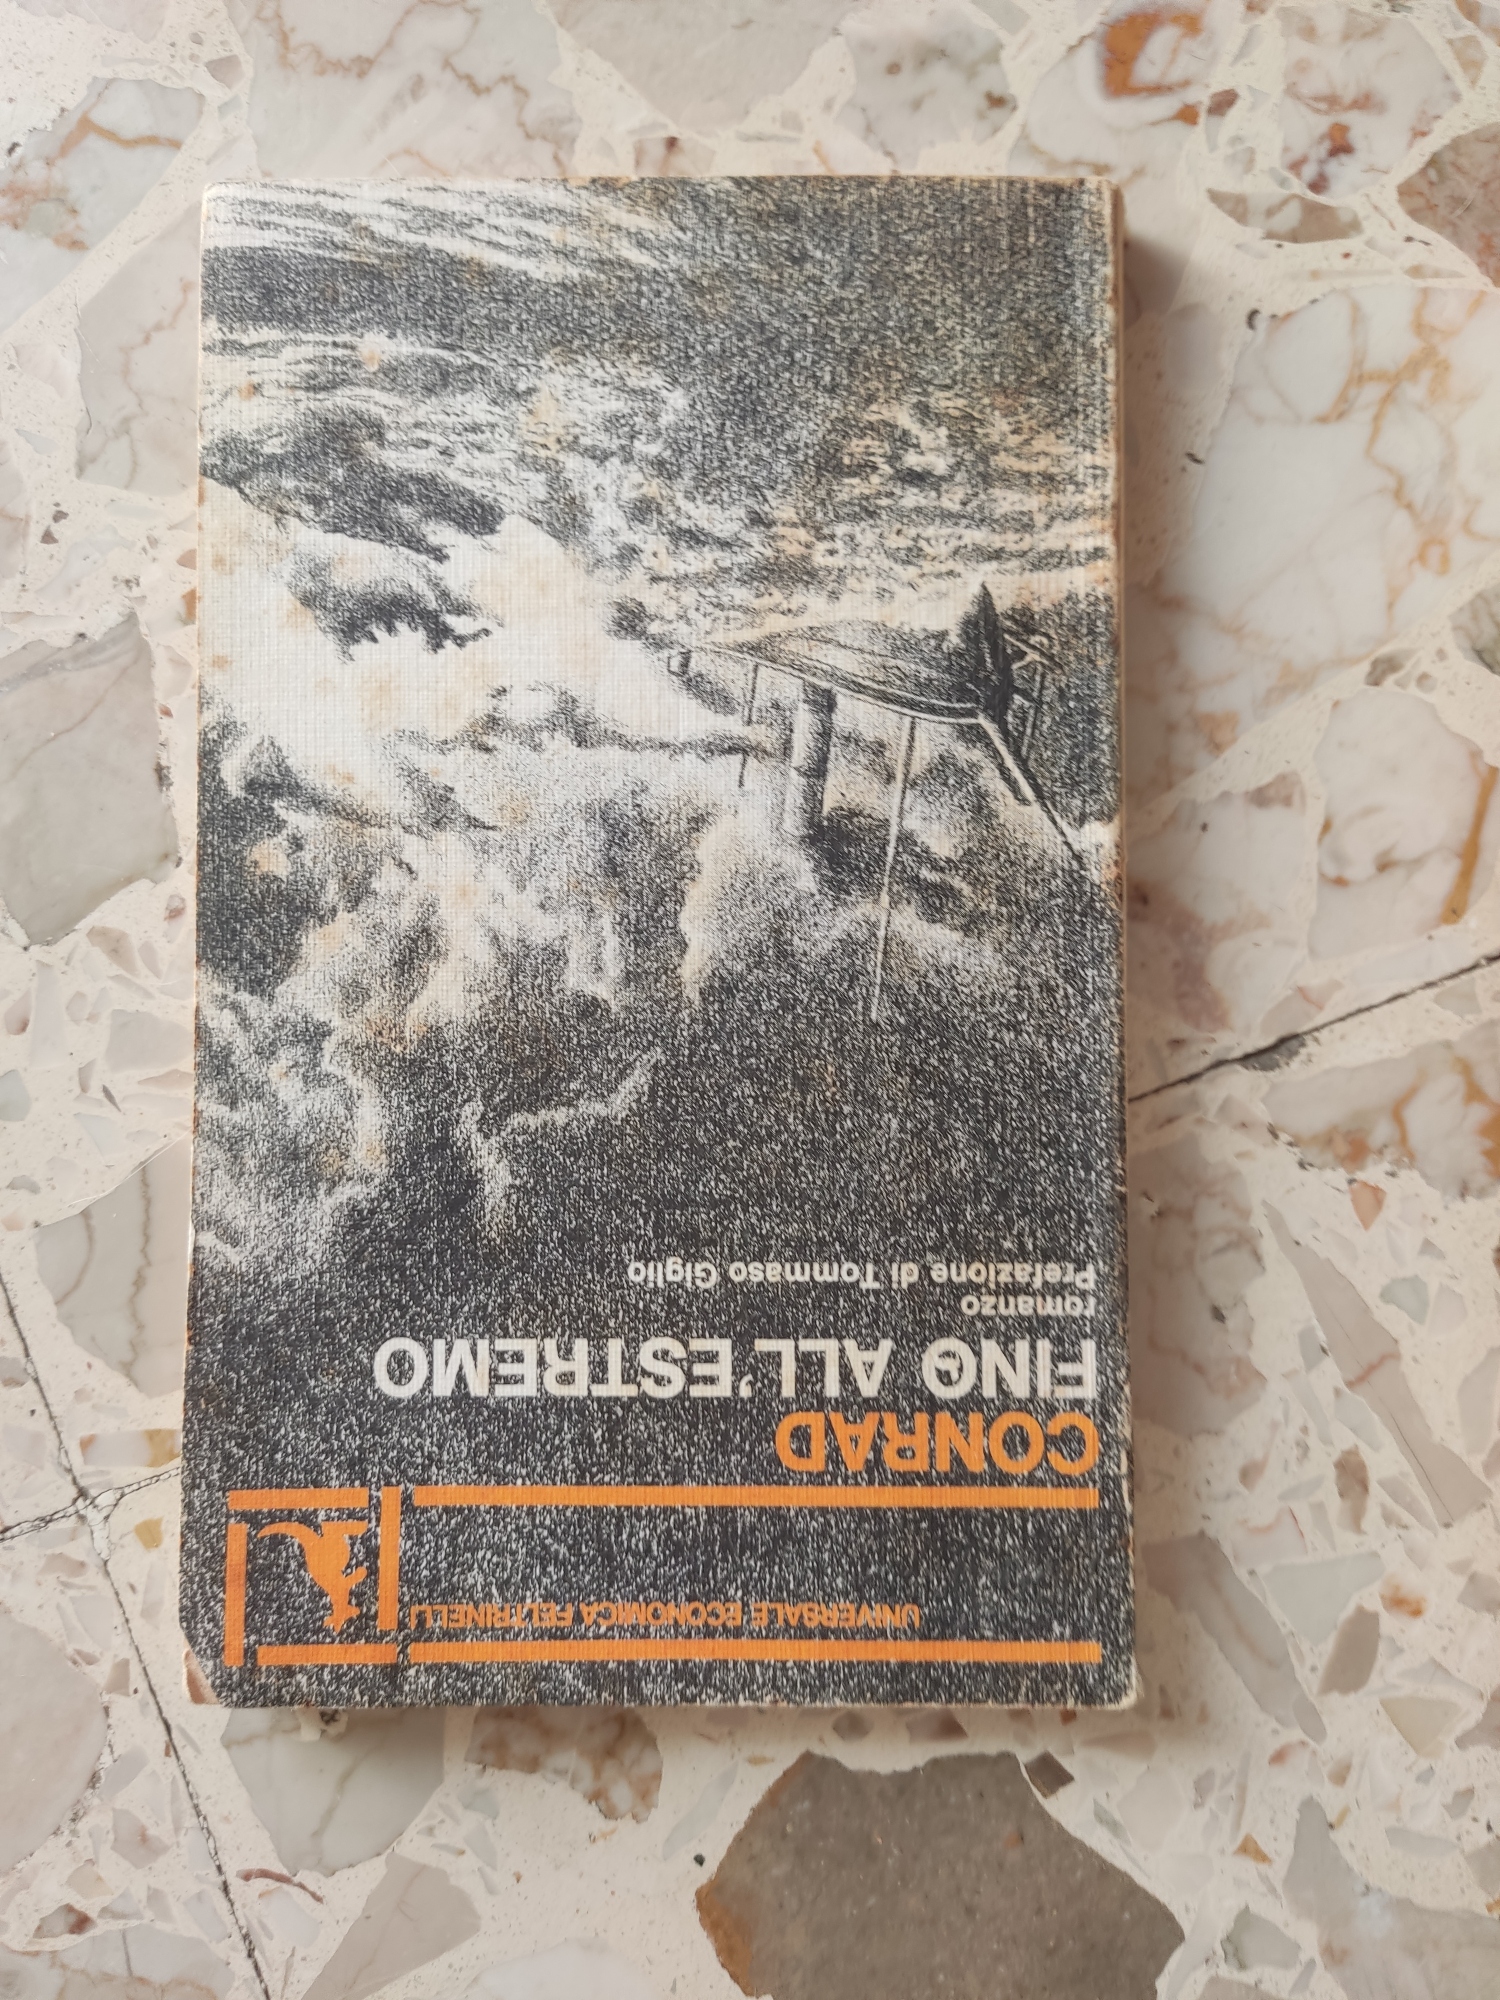 UNIVERSALE ECONOMICA FELTRINELLI
CONRAD
FINO ALL'ESTREMO
romanzo
Prefazione di Tommaso Giglio